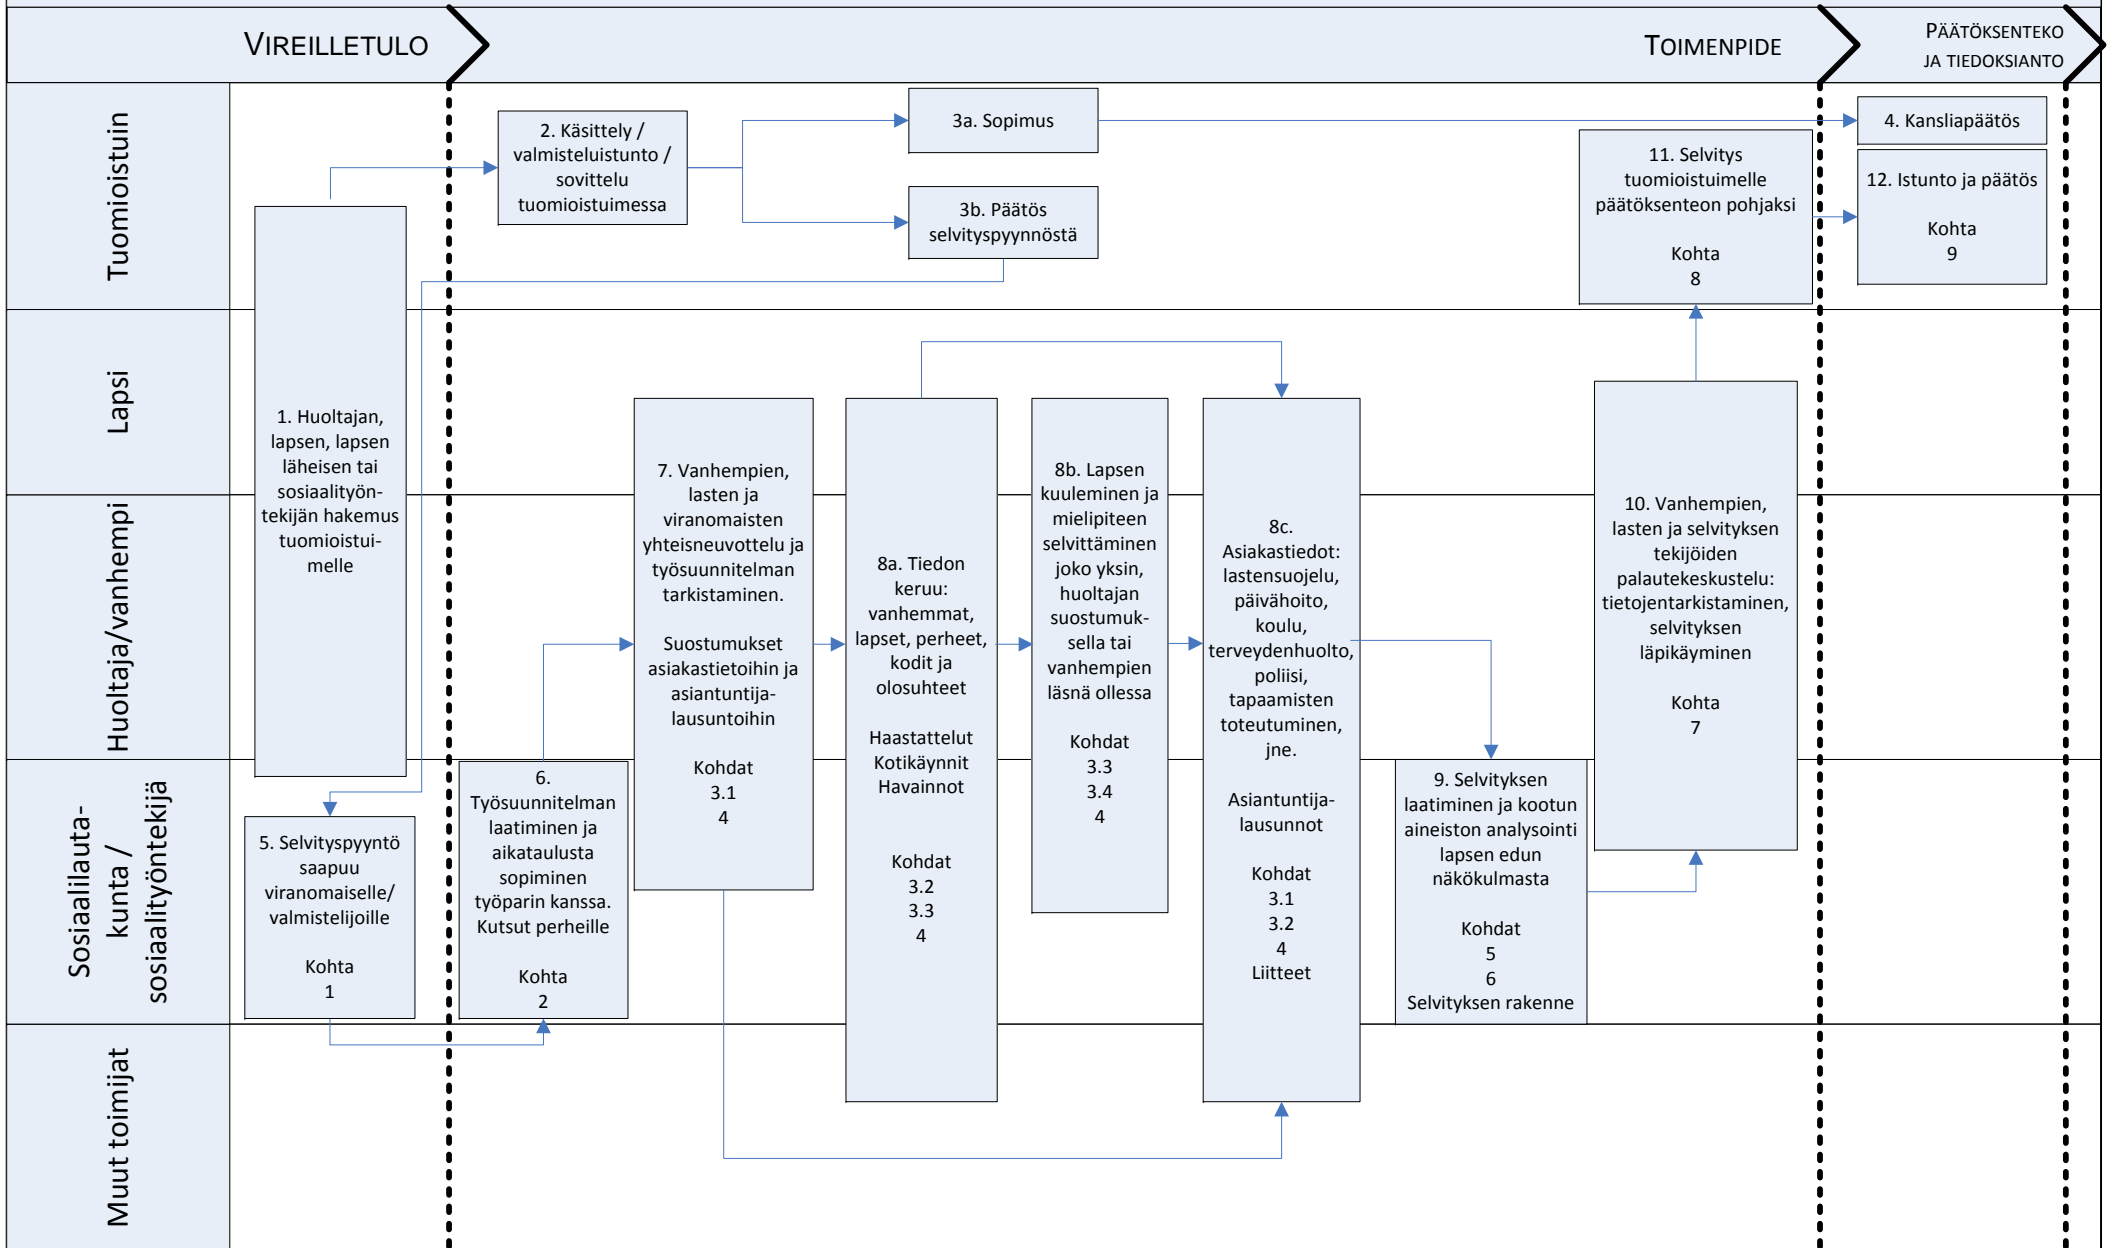 VIREILLETULO
TOIMENPIDE
PÄÄTÖKSENTEKO
JA TIEDOKSIANTO
Tuomioistuin
Lapsi
Huoltaja/vanhempi
Sosiaalilauta-
kunta /
sosiaalityöntekijä
Muut toimijat
1. Huoltajan,
lapsen, lapsen
läheisen tai
sosiaalityön-
tekijän hakemus
tuomioistui-
melle
2. Käsittely /
valmisteluistunto /
sovittelu
tuomioistuimessa
3a. Sopimus
3b. Päätös
selvityspyynnöstä
4. Kansliapäätös
5. Selvityspyyntö
saapuu
viranomaiselle/
valmistelijoille
Kohta
1
6.
Työsuunnitelman
laatiminen ja
aikataulusta
sopiminen
työparin kanssa.
Kutsut perheille
Kohta
2
7. Vanhempien,
lasten ja
viranomaisten
yhteisneuvottelu ja
työsuunnitelman
tarkistaminen.
Suostumukset
asiakastietoihin ja
asiantuntija-
lausuntoihin
Kohdat
3.1
4
8a. Tiedon
keruu:
vanhemmat,
lapset, perheet,
kodit ja
olosuhteet
Haastattelut
Kotikäynnit
Havainnot
Kohdat
3.2
3.3
4
8b. Lapsen
kuuleminen ja
mielipiteen
selvittäminen
joko yksin,
huoltajan
suostumuk-
sella tai
vanhempien
läsnä ollessa
Kohdat
3.3
3.4
4
8c.
Asiakastiedot:
lastensuojelu,
päivähoito,
koulu,
terveydenhuolto,
poliisi,
tapaamisten
toteutuminen,
jne.
Asiantuntija-
lausunnot
Kohdat
3.1
3.2
4
Liitteet
9. Selvityksen
laatiminen ja kootun
aineiston analysointi
lapsen edun
näkökulmasta
Kohdat
5
6
Selvityksen rakenne
10. Vanhempien,
lasten ja selvityksen
tekijöiden
palautekeskustelu:
tietojentarkistaminen,
selvityksen
läpikäyminen
Kohta
7
11. Selvitys
tuomioistuimelle
päätöksenteon pohjaksi
Kohta
8
12. Istunto ja päätös
Kohta
9